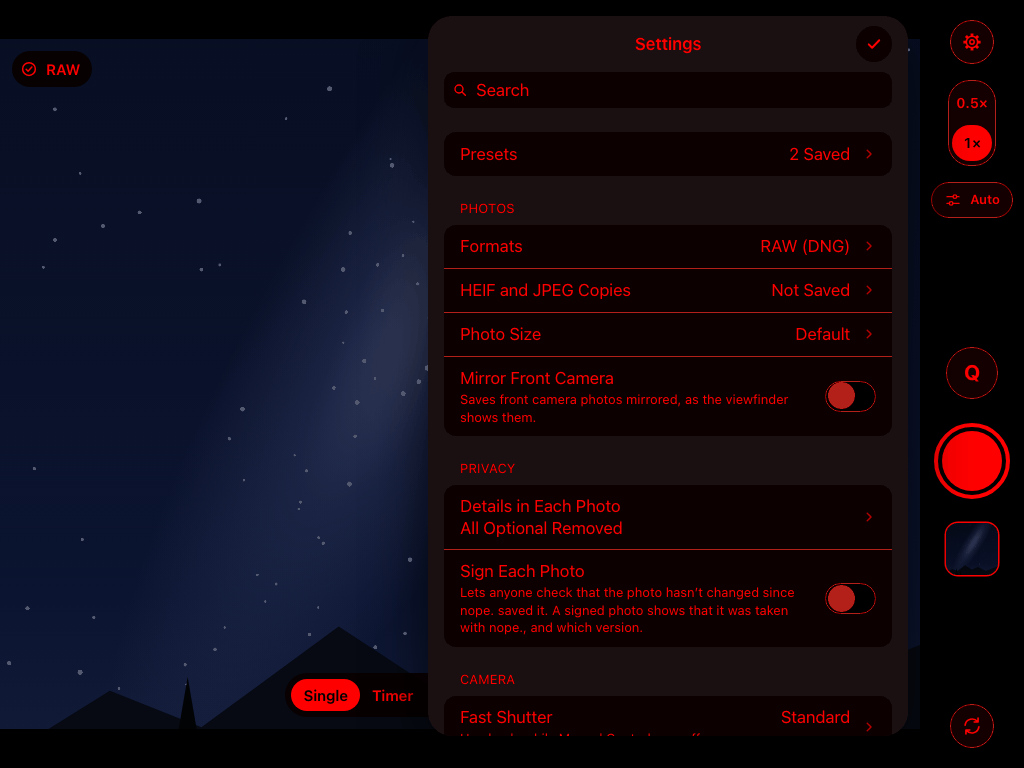 RAW
Settings
Search
Presets
2 Saved
PHOTOS
Formats
RAW (DNG)
HEIF and JPEG Copies
Not Saved
Photo Size
Default
Mirror Front Camera
Saves front camera photos mirrored, as the viewfinder
shows them.
PRIVACY
Details in Each Photo
All Optional Removed
Sign Each Photo
Lets anyone check that the photo hasn't changed since
nope. saved it. A signed photo shows that it was taken
with nope., and which version.
CAMERA
Fast Shutter
Standard
Single
Timer
0.5×
1×
Auto
Q